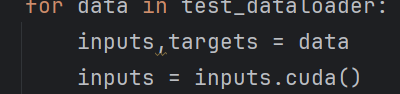 for data in test_dataloader:
    inputs,targets = data
    inputs = inputs.cuda()